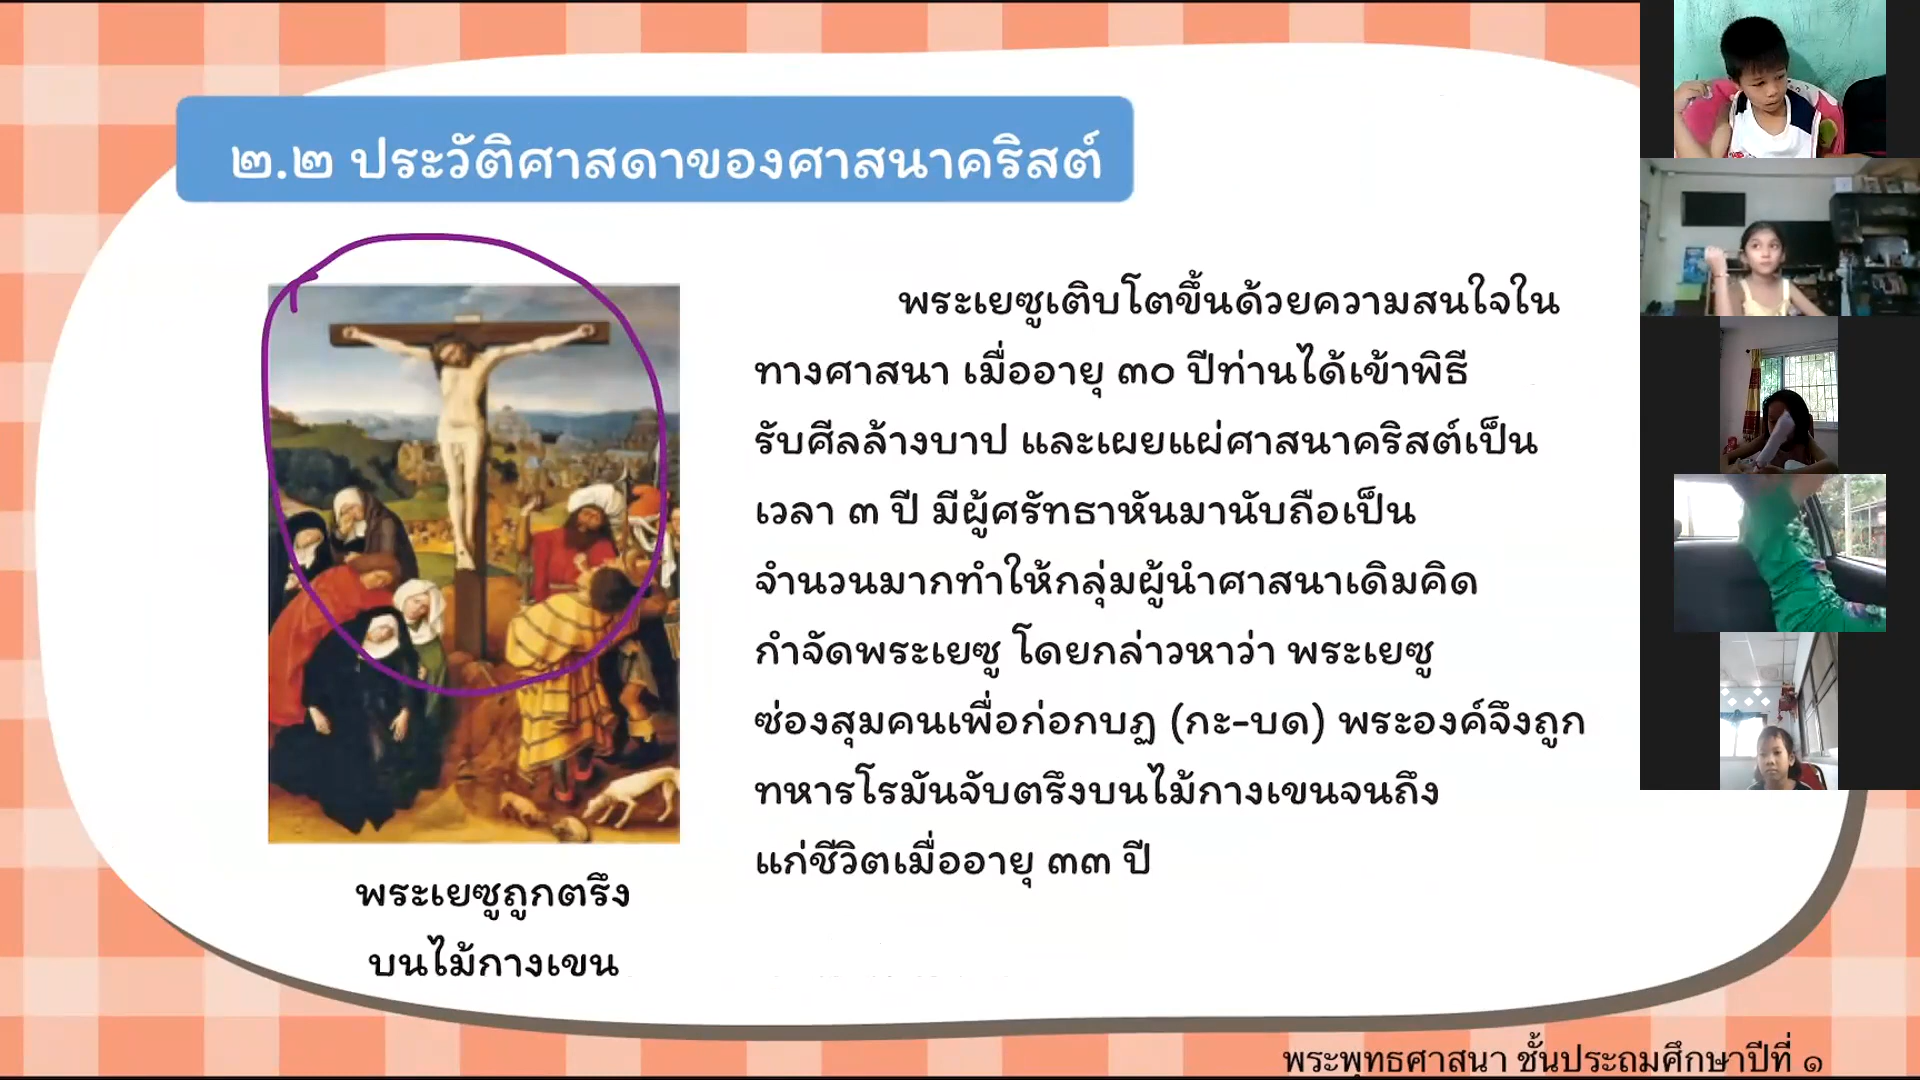 ๒.๒ ประวัติศาสดาของศาสนาคริสต์
พระเยซูเติบโตขึ้นด้วยความสนใจใน
ทางศาสนา เมื่ออายุ ๓๐ ปีท่านได้เข้าพิธี
รับศีลล้างบาป และเผยแผ่ศาสนาคริสต์เป็น
เวลา ๓ ปี มีผู้ศรัทธาหันมานับถือเป็น
จำนวนมากทำให้กลุ่มผู้นำศาสนาเดิมคิด
กำจัดพระเยซู โดยกล่าวหาว่า พระเยซู
ซ่องสุมคนเพื่อก่อกบฏ (กะ-บด) พระองค์จึงถูก
ทหารโรมันจับตรึงบนไม้กางเขนจนถึง
แก่ชีวิตเมื่ออายุ ๓๓ ปี
พระเยซูถูกตรึง
บนไม้กางเขน
พระพุทธศาสนา ชั้นประถมศึกษาปีที่ ๑